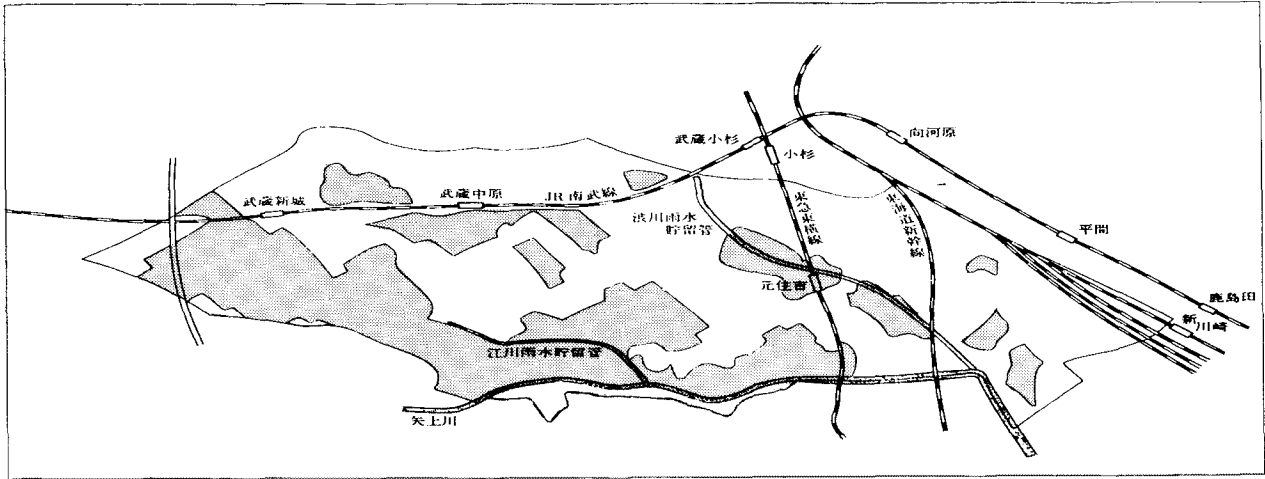 向河原
武蔵小杉
小杉
武蔵新城
武蔵中原
JR南武線
渋川雨水
貯留管
東急東横線
東海道新幹線
平間
元住吉
鹿島田
新川崎
江川雨水貯留管
矢上川